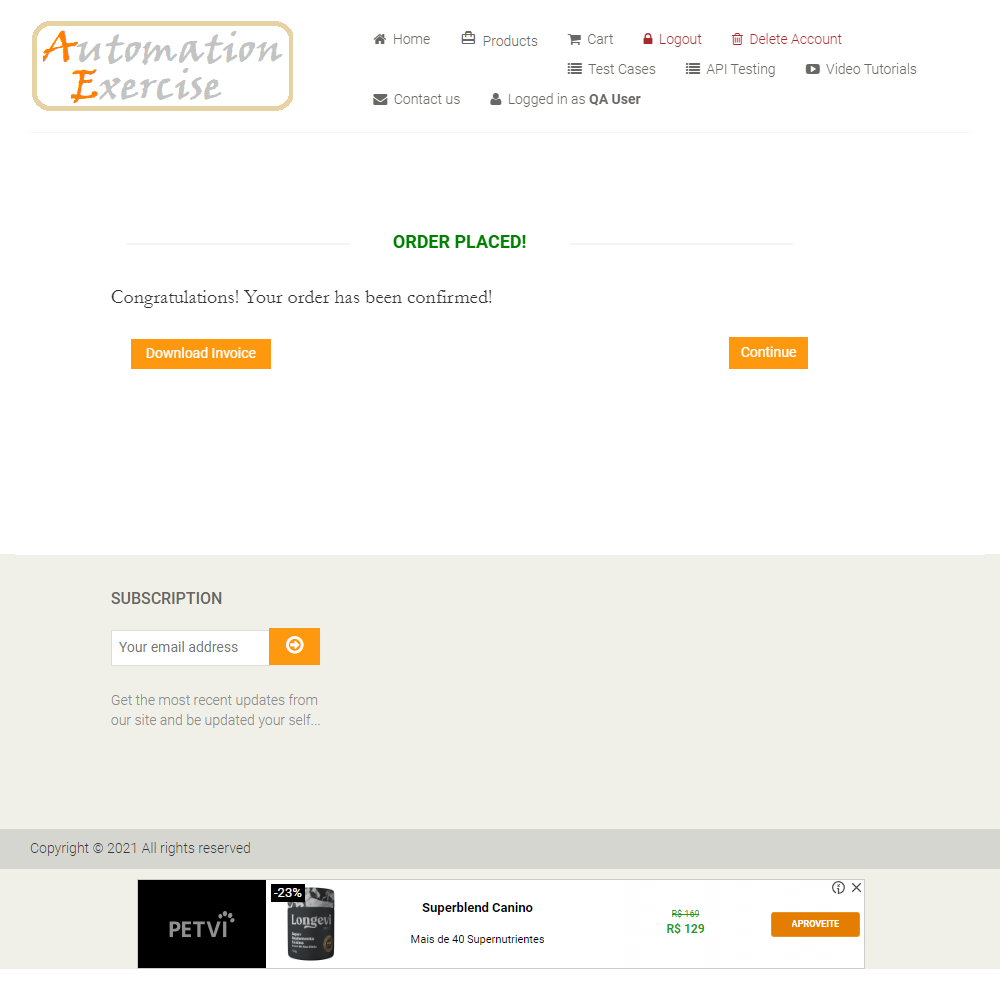 Automation
Exercise
Home Products Cart Logout Delete Account
Test Cases API Testing Video Tutorials
Contact us Logged in as QA User
ORDER PLACED!
Congratulations! Your order has been confirmed!
Download Invoice Continue
SUBSCRIPTION
Your email address
Get the most recent updates from
our site and be updated your self...
Copyright © 2021 All rights reserved
PETVI
-23%
Longevi
Superblend Canino
Mais de 40 Supernutrientes
R$ 169
R$ 129
APROVEITE